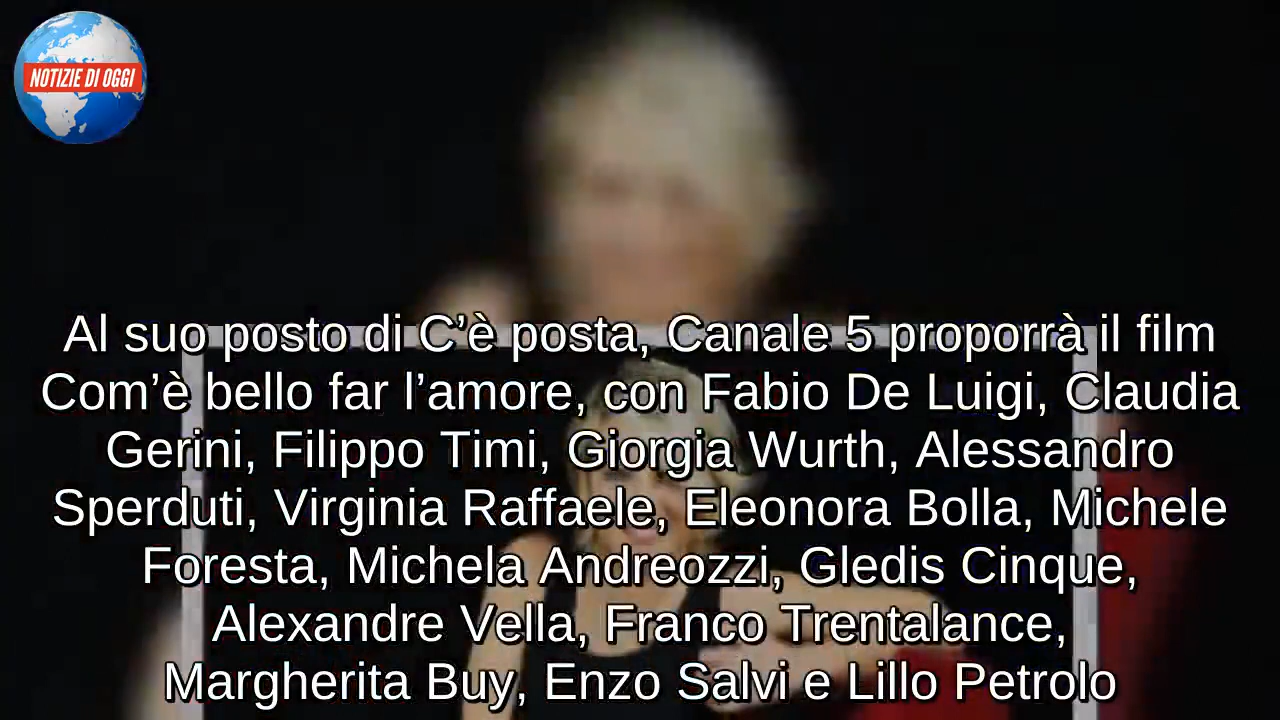 NOTIZIE DI OGGI
Al suo posto di C’è posta, Canale 5 proporrà il film
Com’è bello far l’amore, con Fabio De Luigi, Claudia
Gerini, Filippo Timi, Giorgia Wurth, Alessandro
Sperduti, Virginia Raffaele, Eleonora Bolla, Michele
Foresta, Michela Andreozzi, Gledis Cinque,
Alexandre Vella, Franco Trentalance,
Margherita Buy, Enzo Salvi e Lillo Petrolo